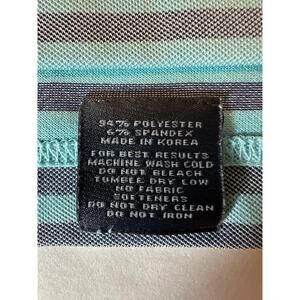 94% POLYESTER
6% SPANDEX
MADE IN KOREA
FOR BEST RESULTS
MACHINE WASH COLD
DO NOT BLEACH
TUMBLE DRY LOW
NO FABRIC
SOFTENERS
DO NOT DRY CLEAN
DO NOT IRON